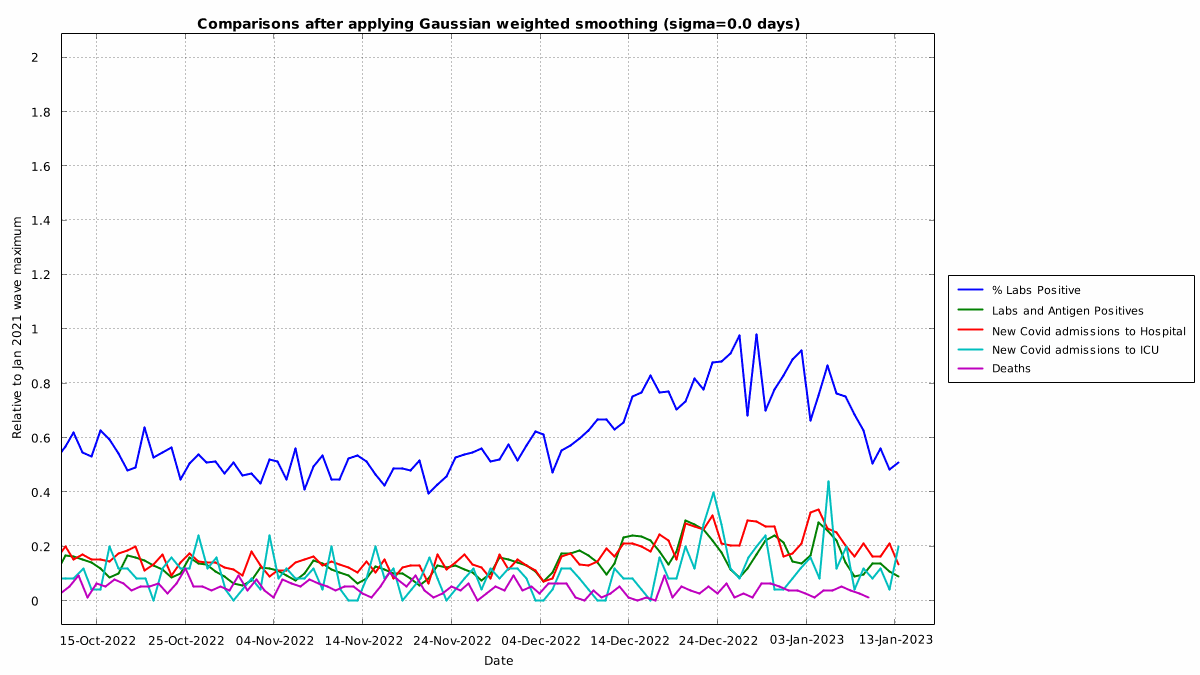 Comparisons after applying Gaussian weighted smoothing (sigma=0.0 days)
Relative to Jan 2021 wave maximum
2
1.8
1.6
1.4
1.2
1
0.8
0.6
0.4
0.2
0
15-Oct-2022 25-Oct-2022 04-Nov-2022 14-Nov-2022 24-Nov-2022 04-Dec-2022 14-Dec-2022 24-Dec-2022 03-Jan-2023 13-Jan-2023
Date
% Labs Positive
Labs and Antigen Positives
New Covid admissions to Hospital
New Covid admissions to ICU
Deaths